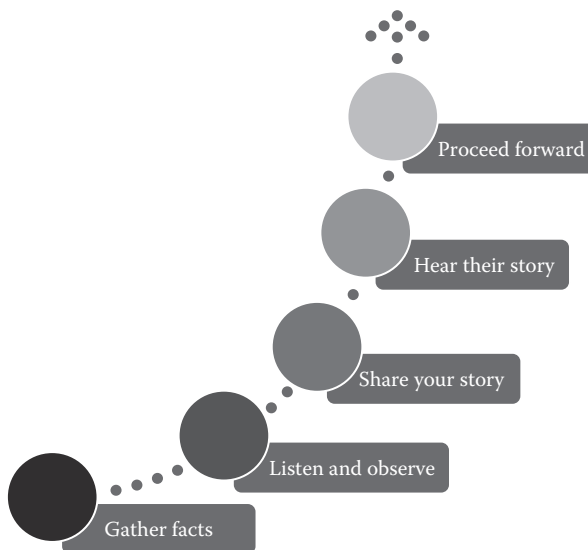 Proceed forward
Hear their story
Share your story
Listen and observe
Gather facts